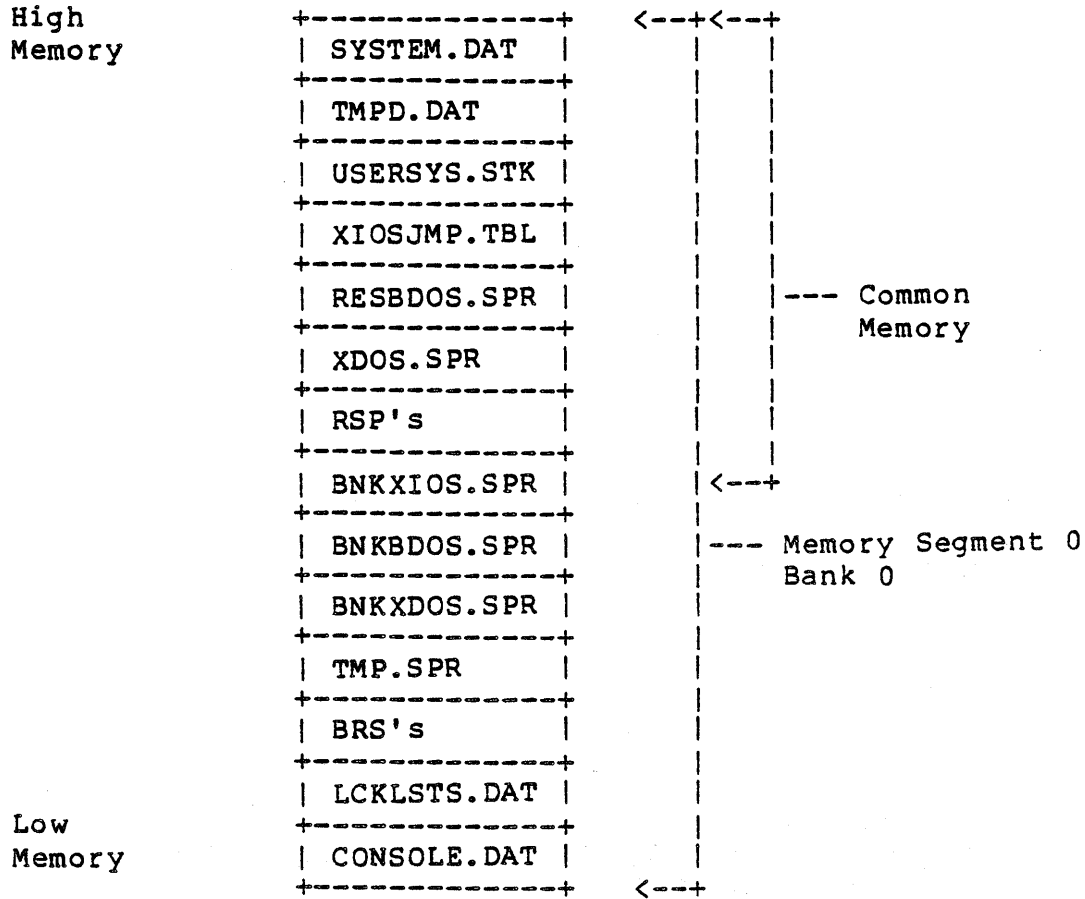 High
Memory
SYSTEM.DAT
TMPD.DAT
USERSYS.STK
XIOSJMP.TBL
RESBDOS.SPR
--- Common
Memory
XDOS.SPR
RSP's
BNKXIOS.SPR
BNKBDOS.SPR
--- Memory Segment 0
Bank 0
BNKXDOS.SPR
TMP.SPR
BRS's
LCKLSTS.DAT
Low
Memory
CONSOLE.DAT